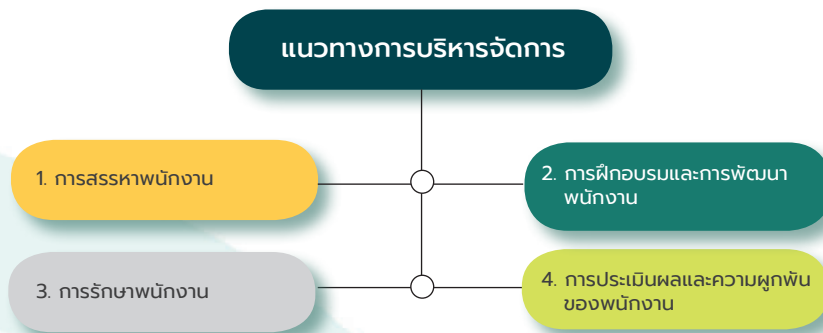 แนวทางการบริหารจัดการ
1. การสรรหาพนักงาน
2. การฝึกอบรมและการพัฒนา
พนักงาน
3. การรักษาพนักงาน
4. การประเมินผลและความผูกพัน
ของพนักงาน